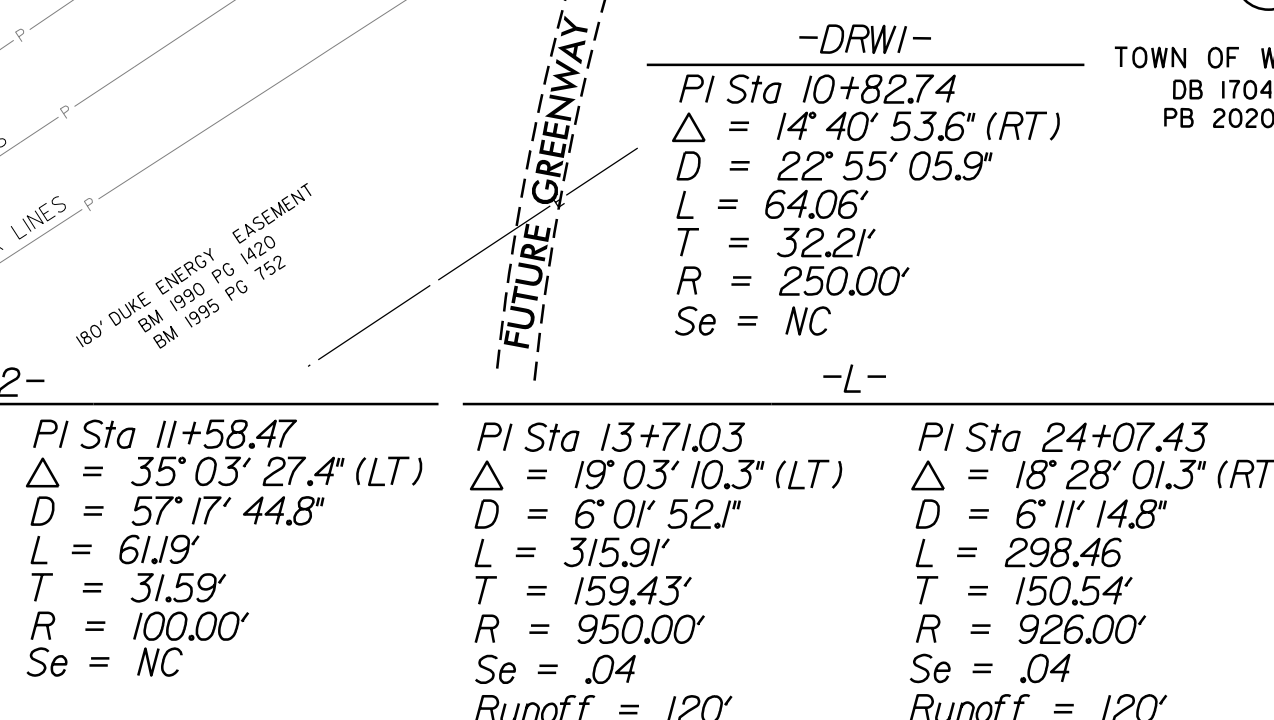 P
P
P
LINES
180' DUKE ENERGY EASEMENT
BM 1990 PG 1420
BM 1995 PG 752
FUTURE GREENWAY
-DRW1-
PI Sta 10+82.74
△ = 14° 40' 53.6" (RT)
D = 22° 55' 05.9"
L = 64.06'
T = 32.21'
R = 250.00'
Se = NC
TOWN OF W
DB 1704
PB 2020
2-
PI Sta 11+58.47
△ = 35° 03' 27.4" (LT)
D = 57° 17' 44.8"
L = 61.19'
T = 31.59'
R = 100.00'
Se = NC
-L-
PI Sta 13+71.03
△ = 19° 03' 10.3" (LT)
D = 6° 01' 52.1"
L = 315.91'
T = 159.43'
R = 950.00'
Se = .04
Runoff = 120'
PI Sta 24+07.43
△ = 18° 28' 01.3" (RT
D = 6° 11' 14.8"
L = 298.46
T = 150.54'
R = 926.00'
Se = .04
Runoff = 120'